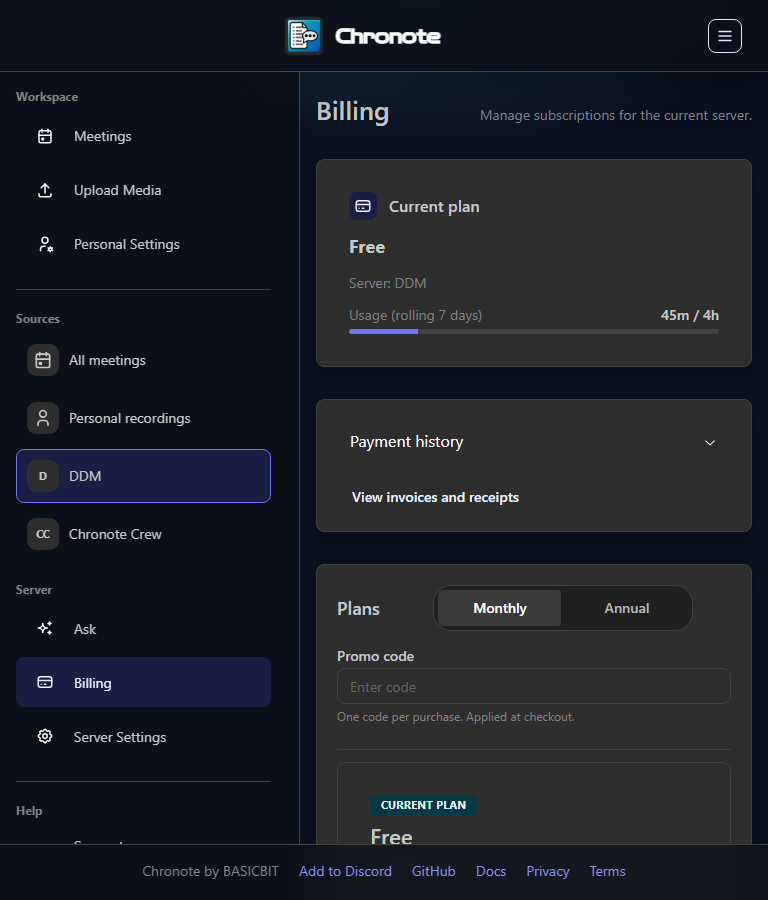 Chronote
Workspace
Meetings
Upload Media
Personal Settings
Sources
All meetings
Personal recordings
D DDM
CC Chronote Crew
Server
Ask
Billing
Server Settings
Help
Billing
Manage subscriptions for the current server.
Current plan
Free
Server: DDM
Usage (rolling 7 days) 45m / 4h
Payment history
View invoices and receipts
Plans Monthly Annual
Promo code
Enter code
One code per purchase. Applied at checkout.
CURRENT PLAN
Free
Chronote by BASICBIT Add to Discord GitHub Docs Privacy Terms